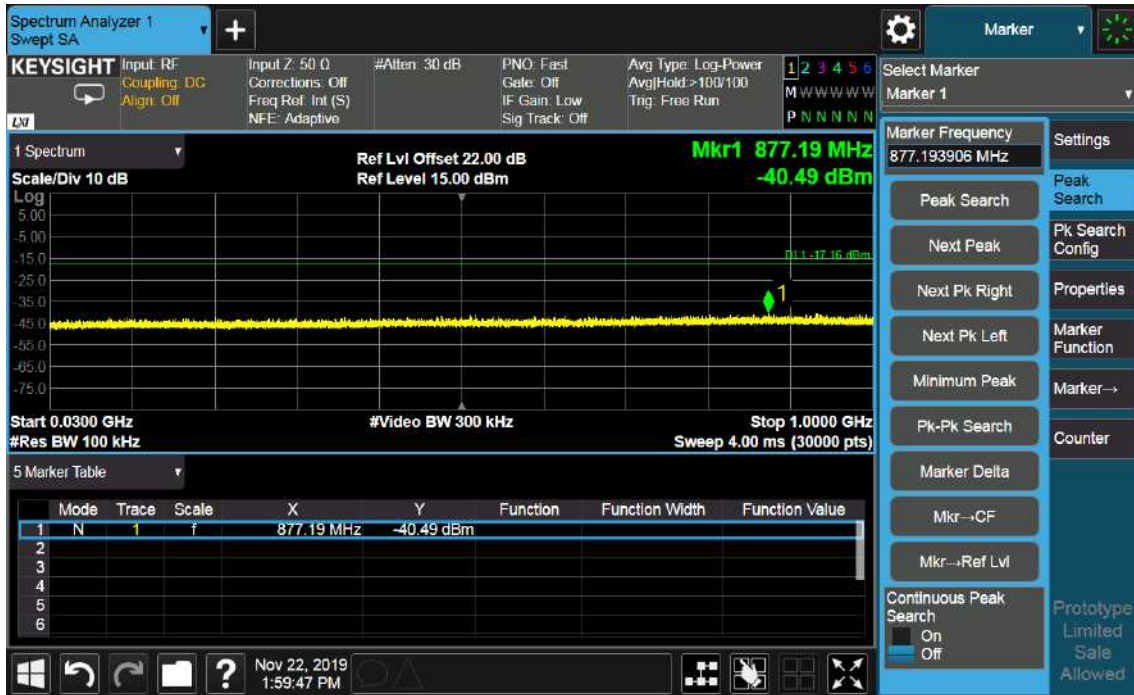 Spectrum Analyzer 1
Swept SA
+
Marker
KEYSIGHT
Input: RF
Coupling: DC
Align: Off
Input Z: 50 Ω
Corrections: Off
Freq Ref: Int (S)
NFE: Adaptive
#Atten: 30 dB
PNO: Fast
Gate: Off
IF Gain: Low
Sig Track: Off
Avg Type: Log-Power
Avg|Hold:>100/100
Trig: Free Run
1 2 3 4 5 6
M W W W W W
P N N N N N
LXI
Select Marker
Marker 1
1 Spectrum
Scale/Div 10 dB
Ref Lvl Offset 22.00 dB
Ref Level 15.00 dBm
Mkr1 877.19 MHz
-40.49 dBm
Log
5.00
-5.00
-15.0
-25.0
-35.0
-45.0
-55.0
-65.0
-75.0
DL1 -17.16 dBm
1
Start 0.0300 GHz
#Res BW 100 kHz
#Video BW 300 kHz
Stop 1.0000 GHz
Sweep 4.00 ms (30000 pts)
5 Marker Table
Mode Trace Scale X Y Function Function Width Function Value
1 N 1 f 877.19 MHz -40.49 dBm
2
3
4
5
6
Marker Frequency
877.193906 MHz
Peak Search
Next Peak
Next Pk Right
Next Pk Left
Minimum Peak
Pk-Pk Search
Marker Delta
Mkr→CF
Mkr→Ref Lvl
Continuous Peak
Search
On
Off
Settings
Peak
Search
Pk Search
Config
Properties
Marker
Function
Marker→
Counter
Prototype
Limited
Sale
Allowed
?
Nov 22, 2019
1:59:47 PM